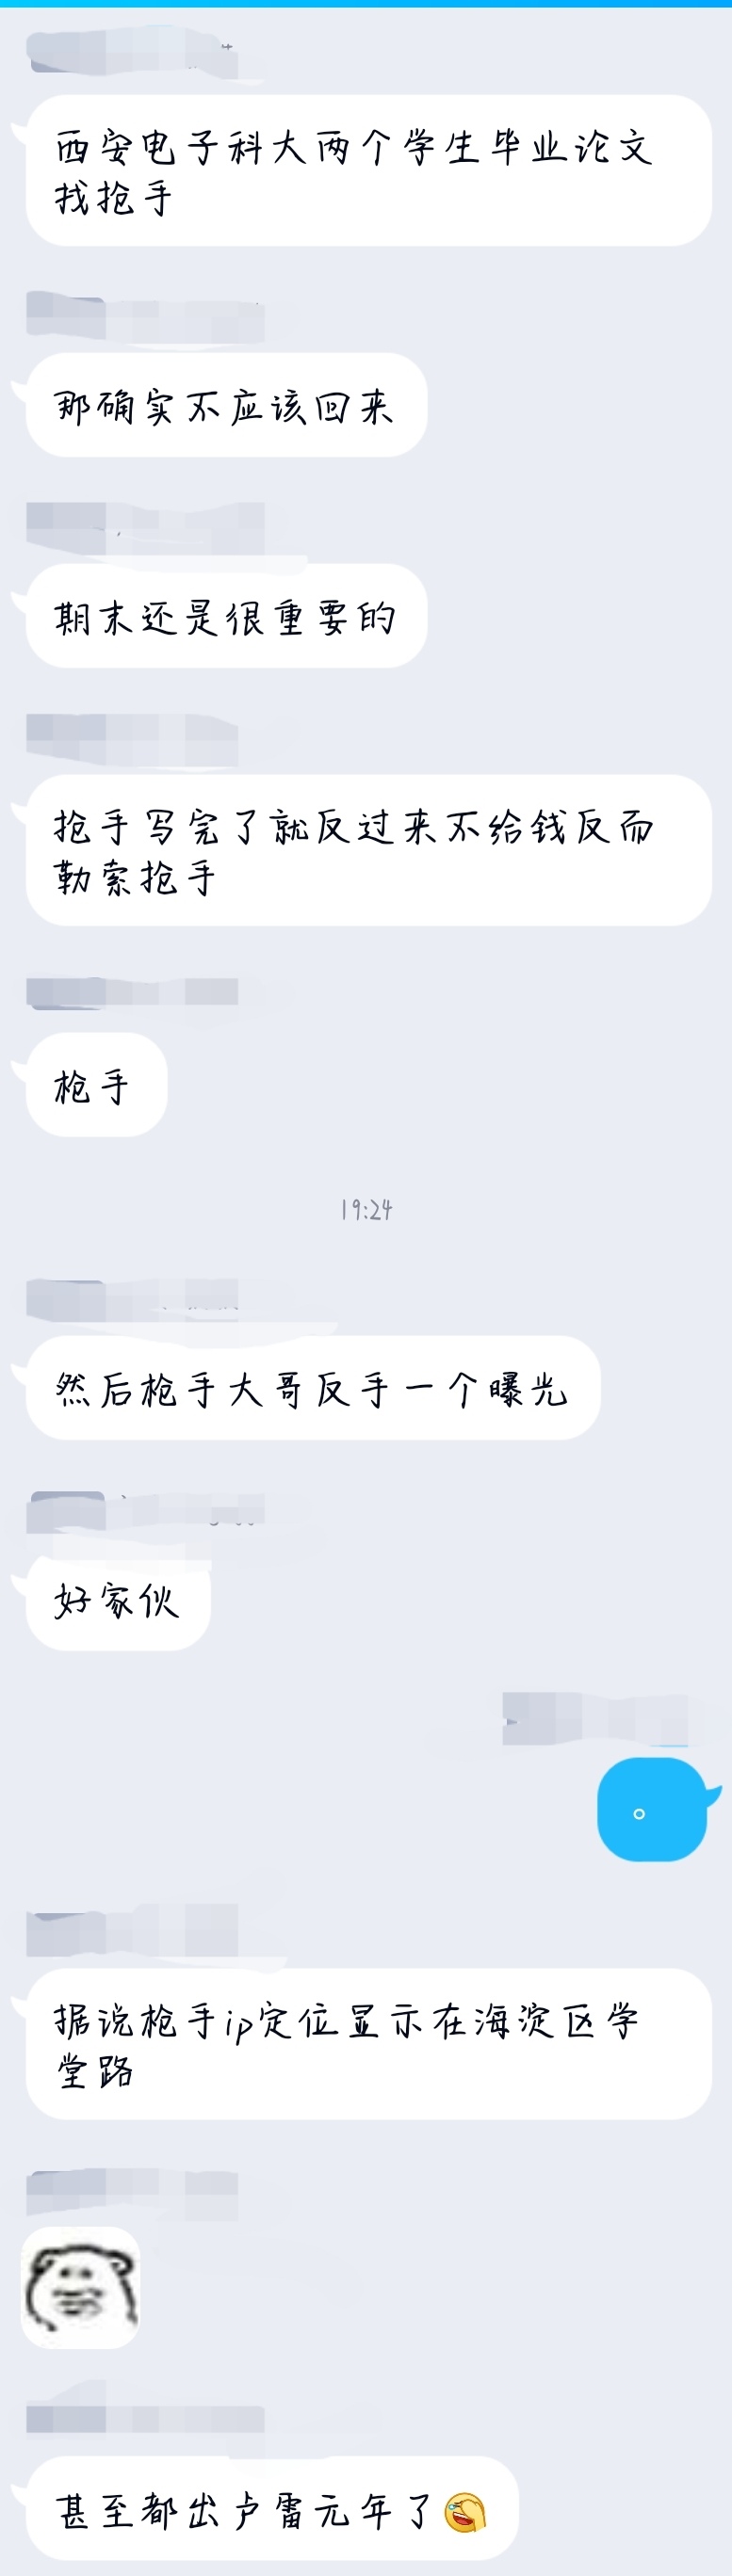 西安电子科大两个学生毕业论文
找抢手
那确实不应该回来
期末还是很重要的
抢手写完了就反过来不给钱反而
勒索抢手
枪手
19:24
然后枪手大哥反手一个曝光
好家伙
。
据说枪手ip定位显示在海淀区学
堂路
甚至都出卢雷元年了